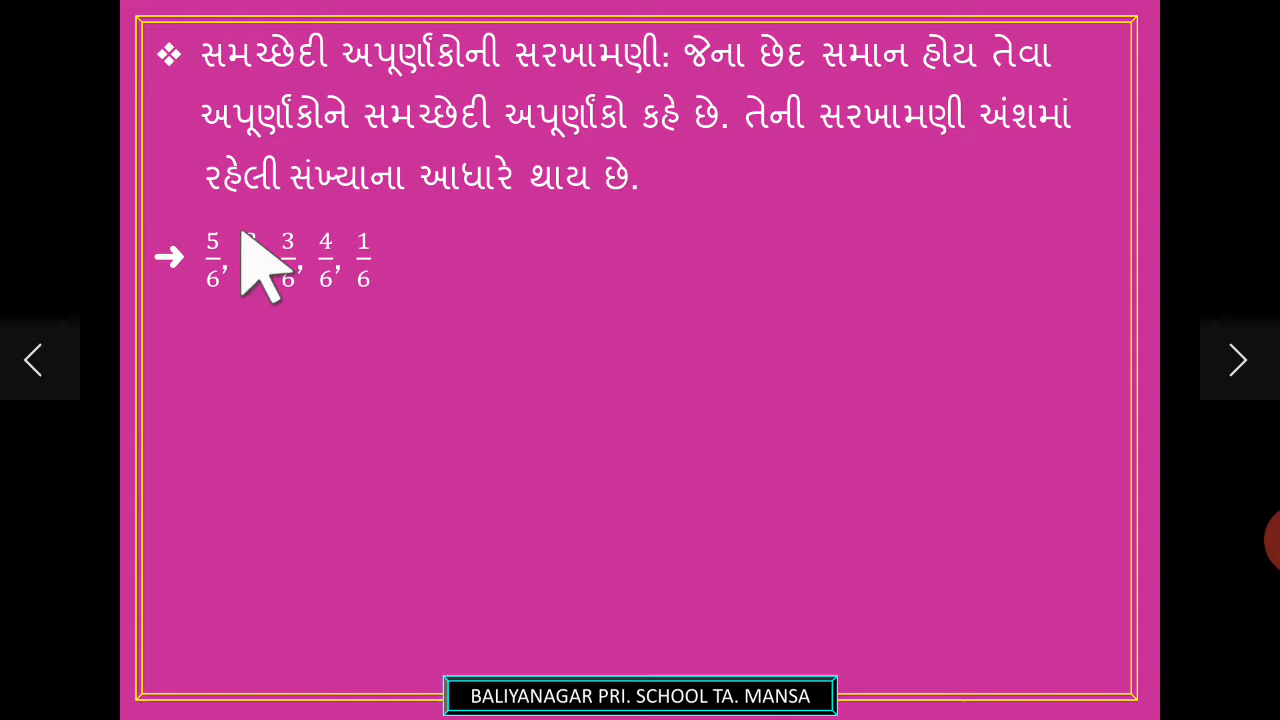 ❖ સમચ્છેદી અપૂર્ણાંકોની સરખામણી: જેના છેદ સમાન હોય તેવા
અપૂર્ણાંકોને સમચ્છેદી અપૂર્ણાંકો કહે છે. તેની સરખામણી અંશમાં
રહેલી સંખ્યાના આધારે થાય છે.
➜ 5/6, 3/6, 4/6, 1/6
BALIYANAGAR PRI. SCHOOL TA. MANSA